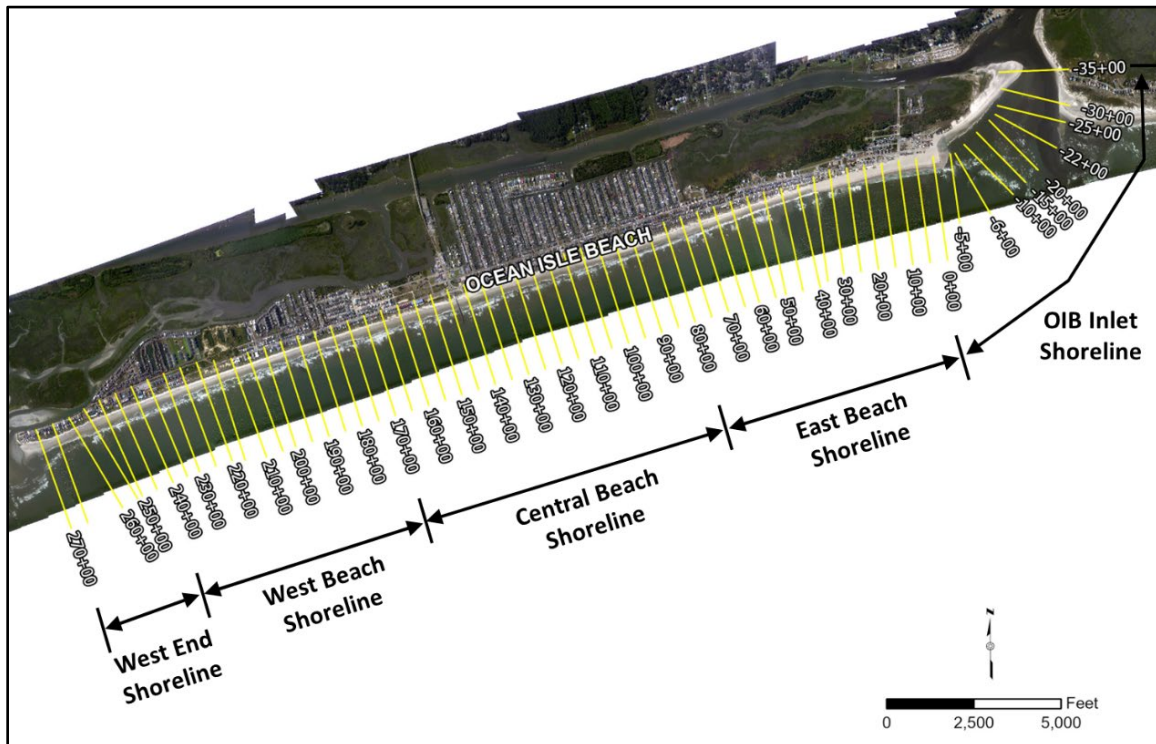 -35+00
-30+00
-25+00
-22+00
-20+00
-15+00
-10+00
-6+00
-5+00
0+00
10+00
20+00
30+00
40+00
50+00
60+00
70+00
80+00
90+00
100+00
110+00
120+00
130+00
140+00
150+00
160+00
170+00
180+00
190+00
200+00
210+00
220+00
230+00
240+00
250+00
260+00
270+00
OCEAN ISLE BEACH
OIB Inlet
Shoreline
East Beach
Shoreline
Central Beach
Shoreline
West Beach
Shoreline
West End
Shoreline
N
Feet
0 2,500 5,000